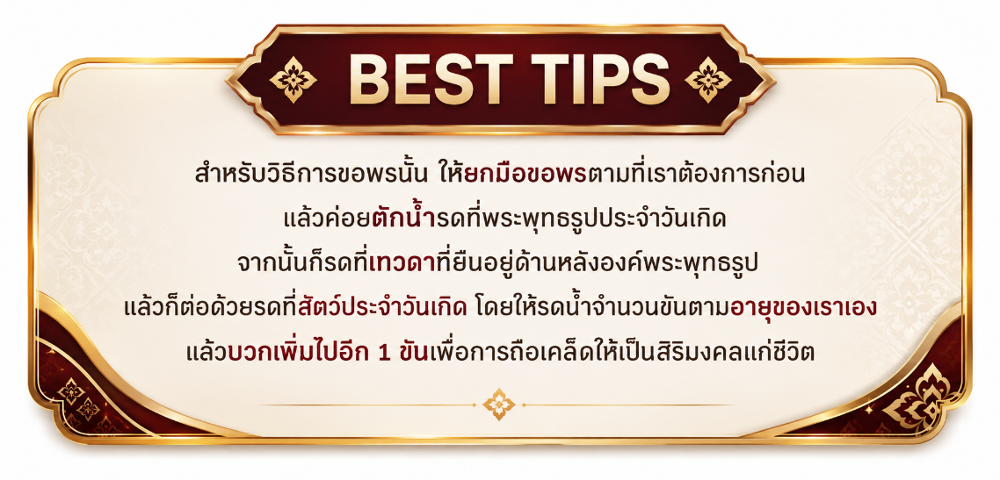 BEST TIPS
สำหรับวิธีการขอพรนั้น ให้ยกมือขอพรตามที่เราต้องการก่อน
แล้วค่อยตักน้ำรดที่พระพุทธรูปประจำวันเกิด
จากนั้นก็รดที่เทวดาที่ยืนอยู่ด้านหลังองค์พระพุทธรูป
แล้วก็ต่อด้วยรดที่สัตว์ประจำวันเกิด โดยให้รดน้ำจำนวนขันตามอายุของเราเอง
แล้วบวกเพิ่มไปอีก 1 ขันเพื่อการถือเคล็ดให้เป็นสิริมงคลแก่ชีวิต